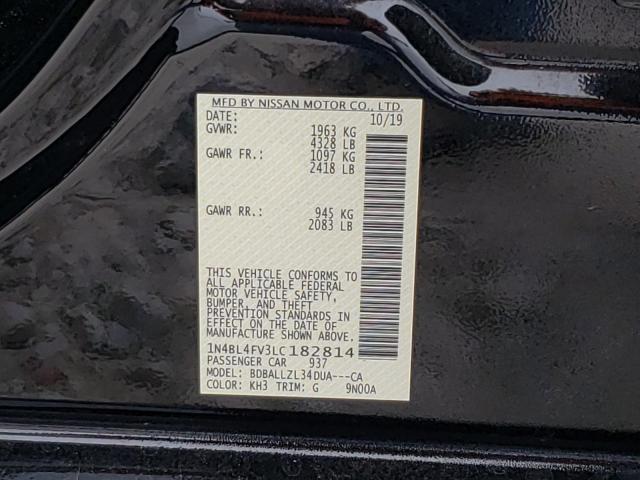 MFD BY NISSAN MOTOR CO., LTD.
DATE: 10/19
GVWR: 1963 KG
4328 LB
GAWR FR.: 1097 KG
2418 LB
GAWR RR.: 945 KG
2083 LB
THIS VEHICLE CONFORMS TO
ALL APPLICABLE FEDERAL
MOTOR VEHICLE SAFETY,
BUMPER, AND THEFT
PREVENTION STANDARDS IN
EFFECT ON THE DATE OF
MANUFACTURE SHOWN ABOVE.
1N4BL4FV3LC182814
PASSENGER CAR 937
MODEL: BDBALLZL34DUA---CA
COLOR: KH3 TRIM: G 9N00A